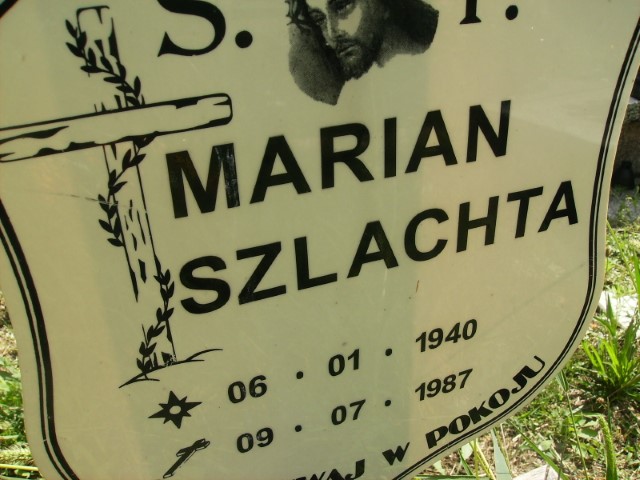 Ś. P.
MARIAN
SZLACHTA
06 · 01 · 1940
09 · 07 · 1987
W POKOJU